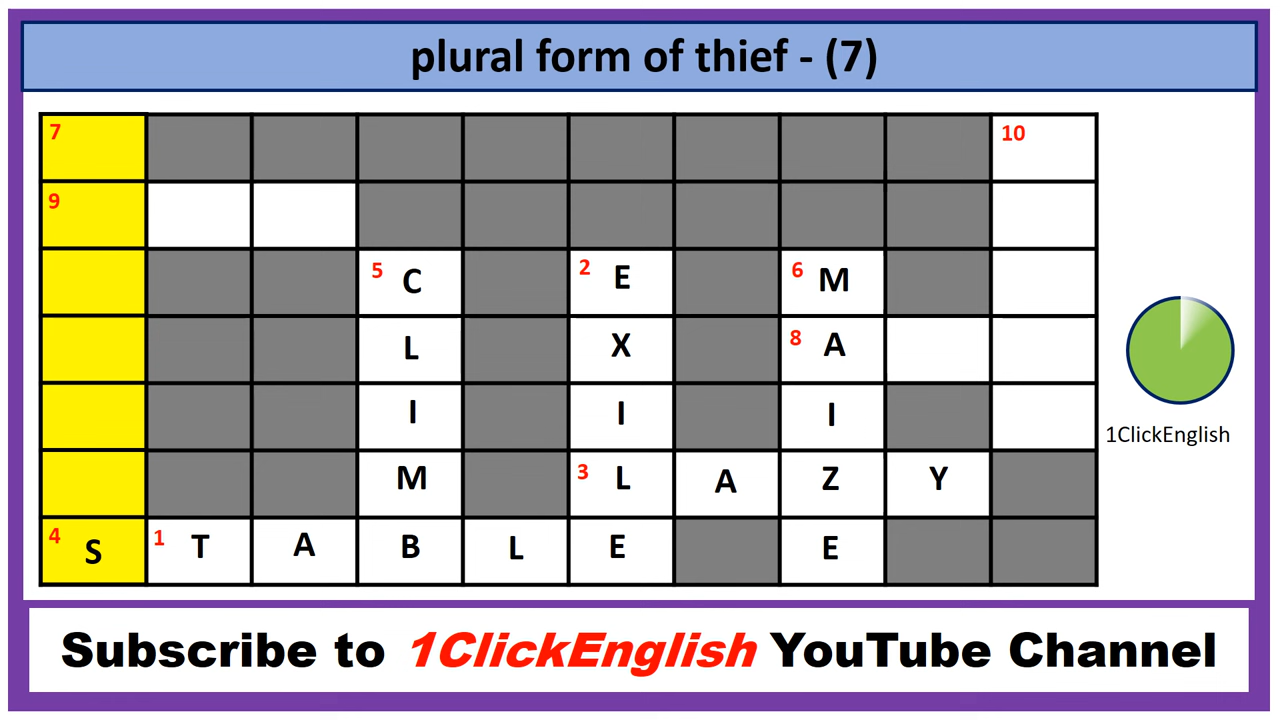 plural form of thief - (7)
7 10
9
5 C 2 E 6 M
L X 8 A
I I I
M 3 L A Z Y
4 S 1 T A B L E E
1ClickEnglish
Subscribe to 1ClickEnglish YouTube Channel